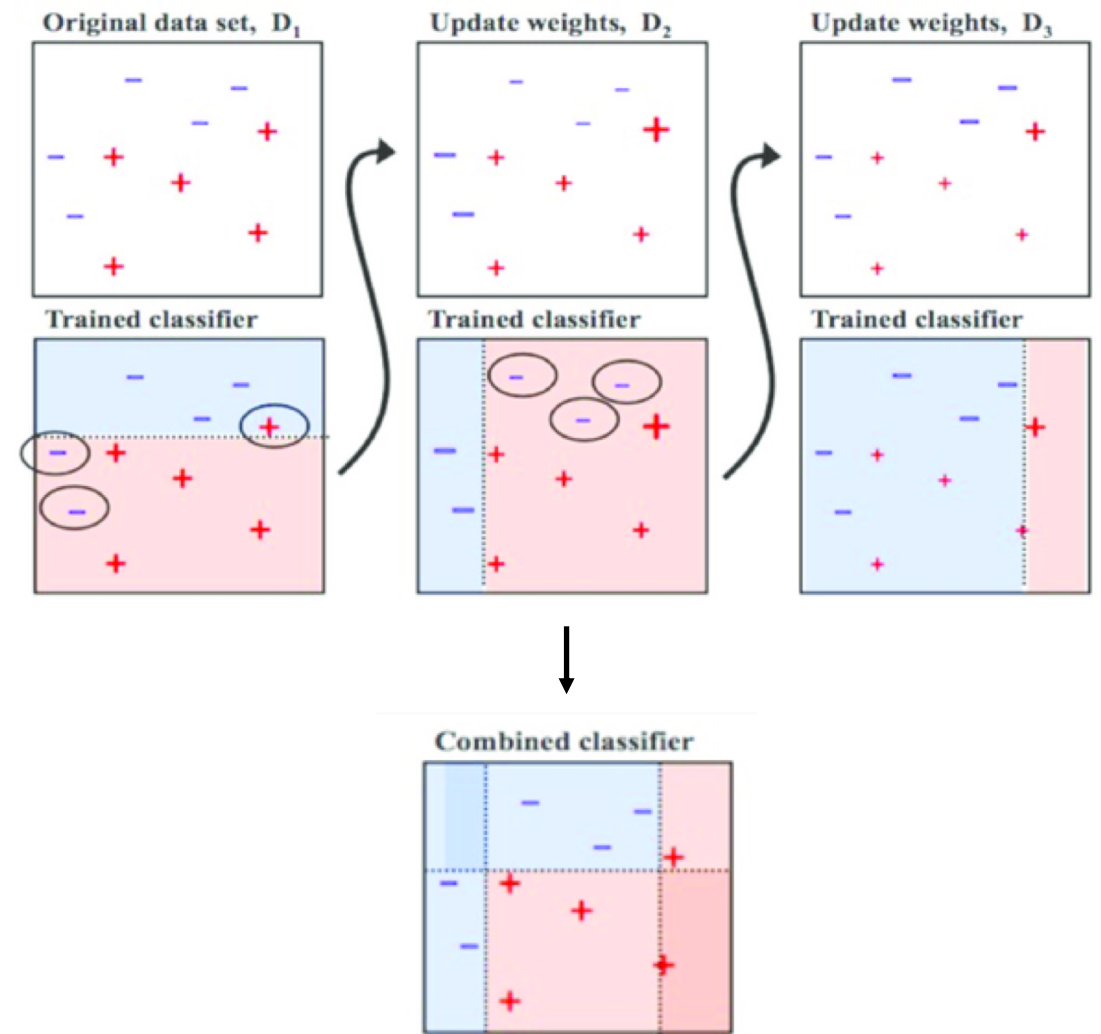 Original data set, D₁
Update weights, D₂
Update weights, D₃
Trained classifier
Trained classifier
Trained classifier
Combined classifier